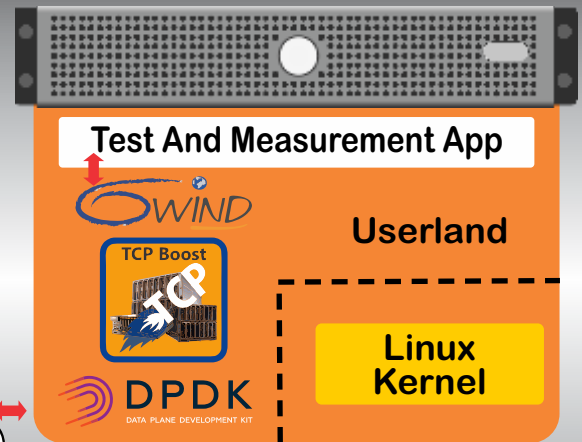 Test And Measurement App
6WIND
Userland
TCP Boost
TCP
Linux
Kernel
DPDK
DATA PLANE DEVELOPMENT KIT